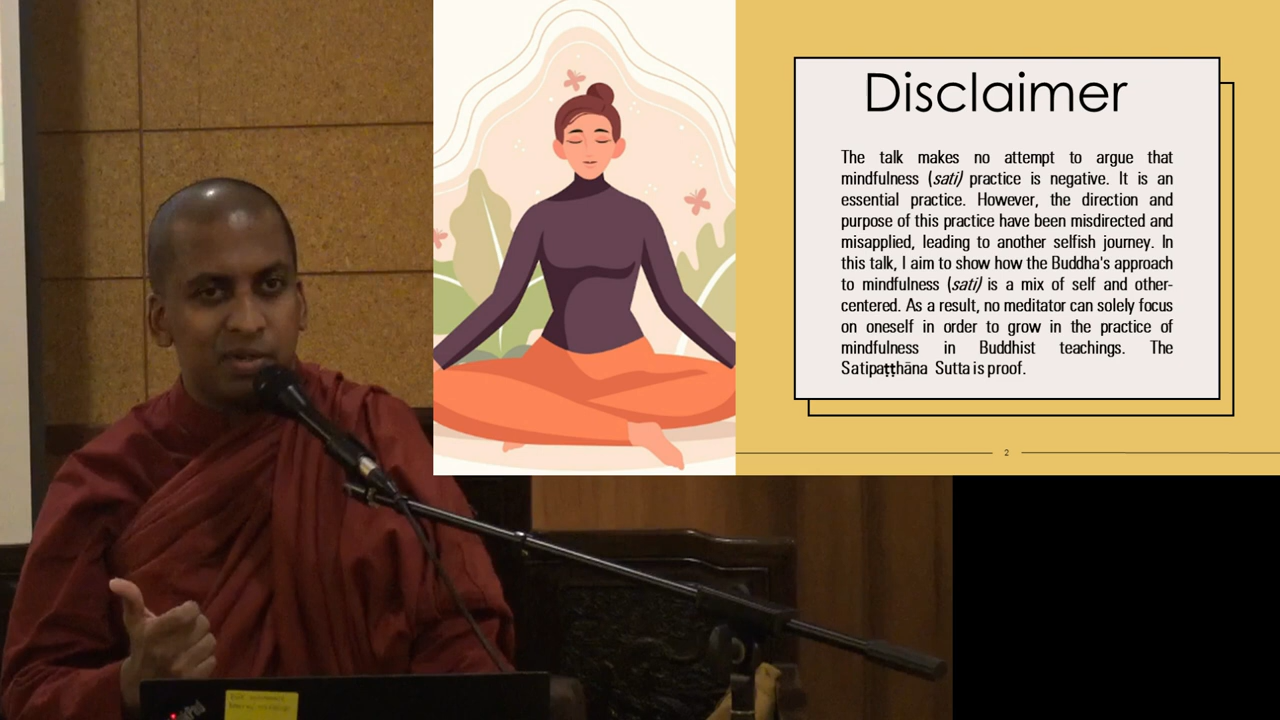 Disclaimer
The talk makes no attempt to argue that
mindfulness (sati) practice is negative. It is an
essential practice. However, the direction and
purpose of this practice have been misdirected and
misapplied, leading to another selfish journey. In
this talk, I aim to show how the Buddha's approach
to mindfulness (sati) is a mix of self and other-
centered. As a result, no meditator can solely focus
on oneself in order to grow in the practice of
mindfulness in Buddhist teachings. The
Satipaṭṭhāna Sutta is proof.
2